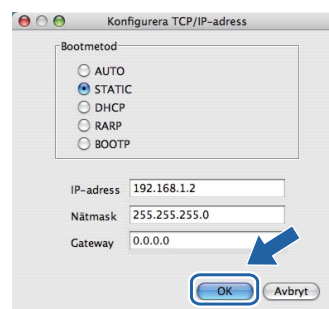 Konfigurera TCP/IP-adress
Bootmetod
AUTO
STATIC
DHCP
RARP
BOOTP
IP-adress 192.168.1.2
Nätmask 255.255.255.0
Gateway 0.0.0.0
OK Avbryt